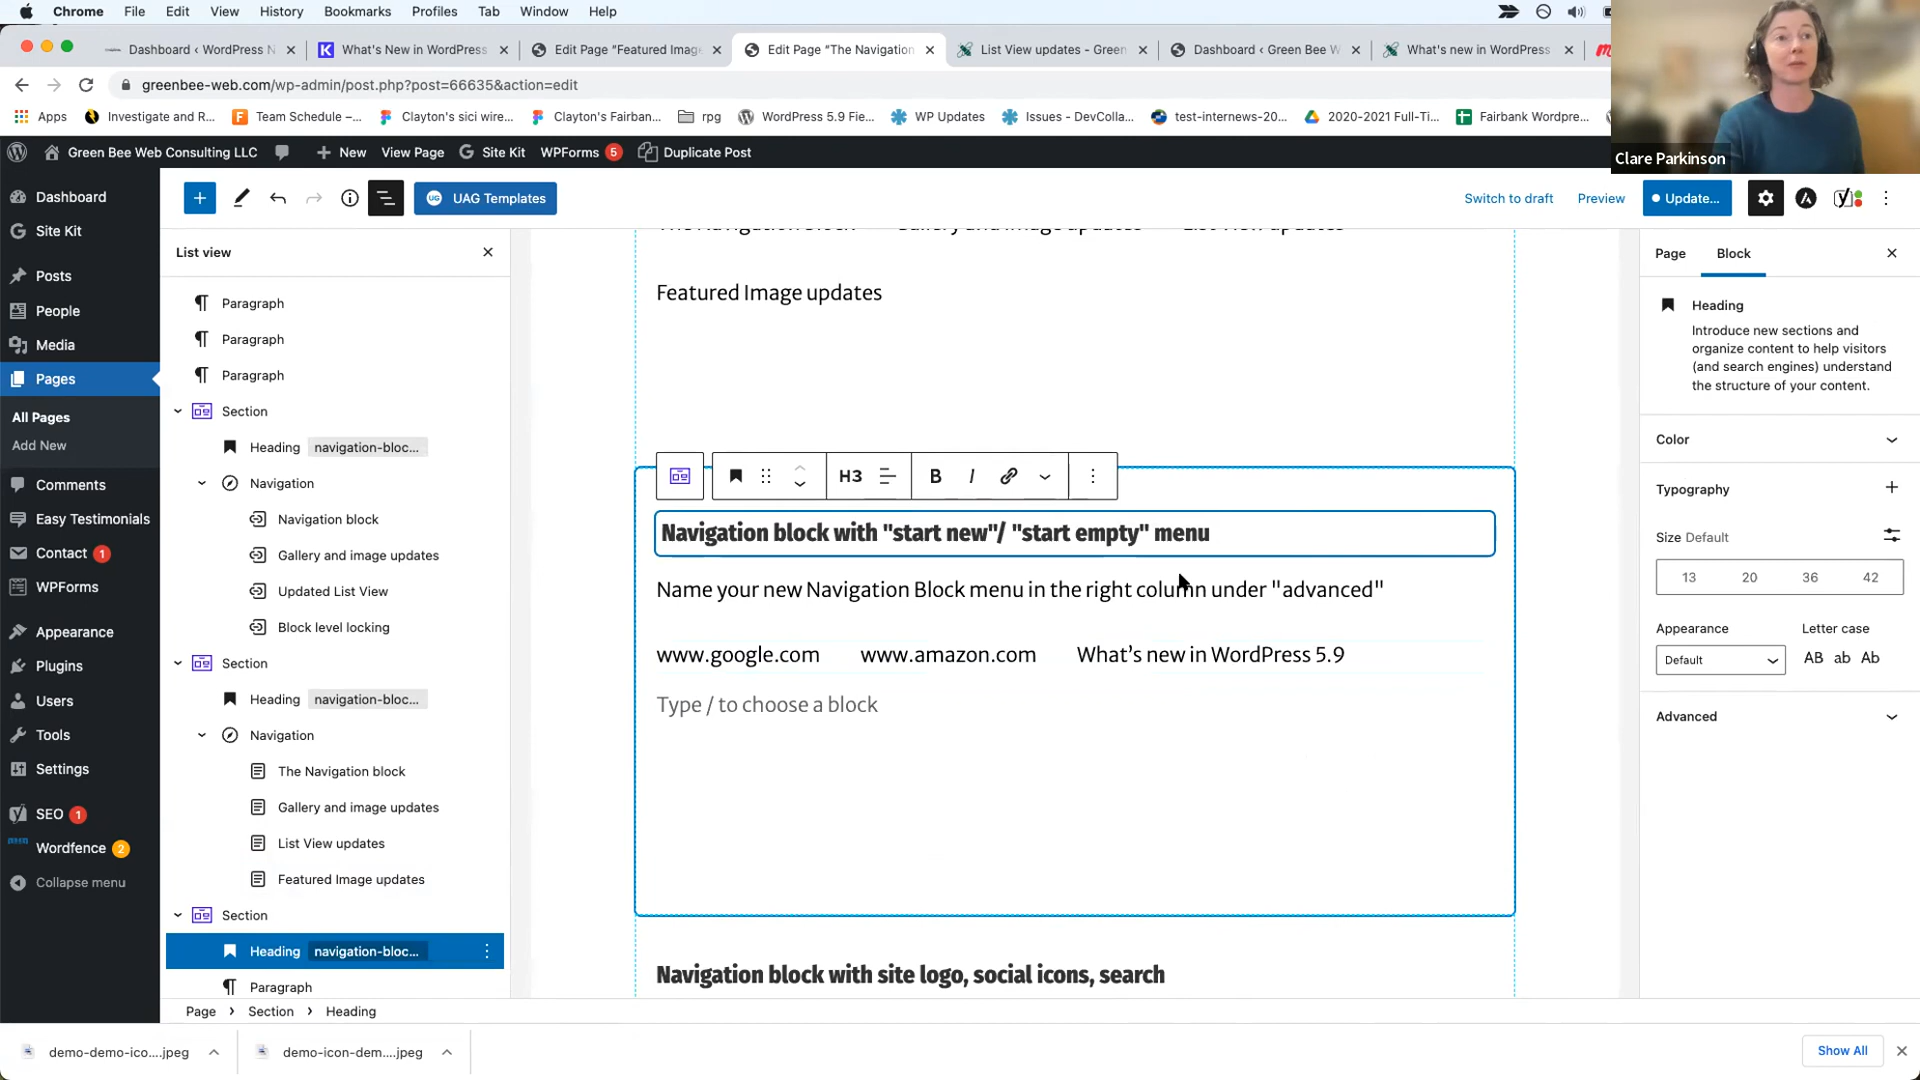 Chrome File Edit View History Bookmarks Profiles Tab Window Help
Dashboard ‹ WordPress N
What's New in WordPress
Edit Page "Featured Imag
Edit Page "The Navigation
List View updates - Green
Dashboard ‹ Green Bee W
What's new in WordPress
greenbee-web.com/wp-admin/post.php?post=66635&action=edit
Apps
Investigate and R...
Team Schedule –...
Clayton's sici wire...
Clayton's Fairban...
rpg
WordPress 5.9 Fie...
WP Updates
Issues - DevColla...
test-internews-20...
2020-2021 Full-Ti...
Fairbank Wordpre...
Clare Parkinson
Green Bee Web Consulting LLC
New
View Page
Site Kit
WPForms 5
Duplicate Post
UAG Templates
Switch to draft
Preview
Update...
Dashboard
Site Kit
Posts
People
Media
Pages
All Pages
Add New
Comments
Easy Testimonials
Contact 1
WPForms
Appearance
Plugins
Users
Tools
Settings
SEO 1
Wordfence 2
Collapse menu
List view
Paragraph
Paragraph
Paragraph
Section
Heading navigation-bloc...
Navigation
Navigation block
Gallery and image updates
Updated List View
Block level locking
Section
Heading navigation-bloc...
Navigation
The Navigation block
Gallery and image updates
List View updates
Featured Image updates
Section
Heading navigation-bloc...
Paragraph
The Navigation block Gallery and image updates List View updates
Featured Image updates
H3 B I
Navigation block with "start new"/ "start empty" menu
Name your new Navigation Block menu in the right column under "advanced"
www.google.com www.amazon.com What's new in WordPress 5.9
Type / to choose a block
Navigation block with site logo, social icons, search
Page Block
Heading
Introduce new sections and
organize content to help visitors
(and search engines) understand
the structure of your content.
Color
Typography
Size Default
13 20 36 42
Appearance Letter case
Default AB ab Ab
Advanced
Page > Section > Heading
demo-demo-ico....jpeg
demo-icon-dem....jpeg
Show All